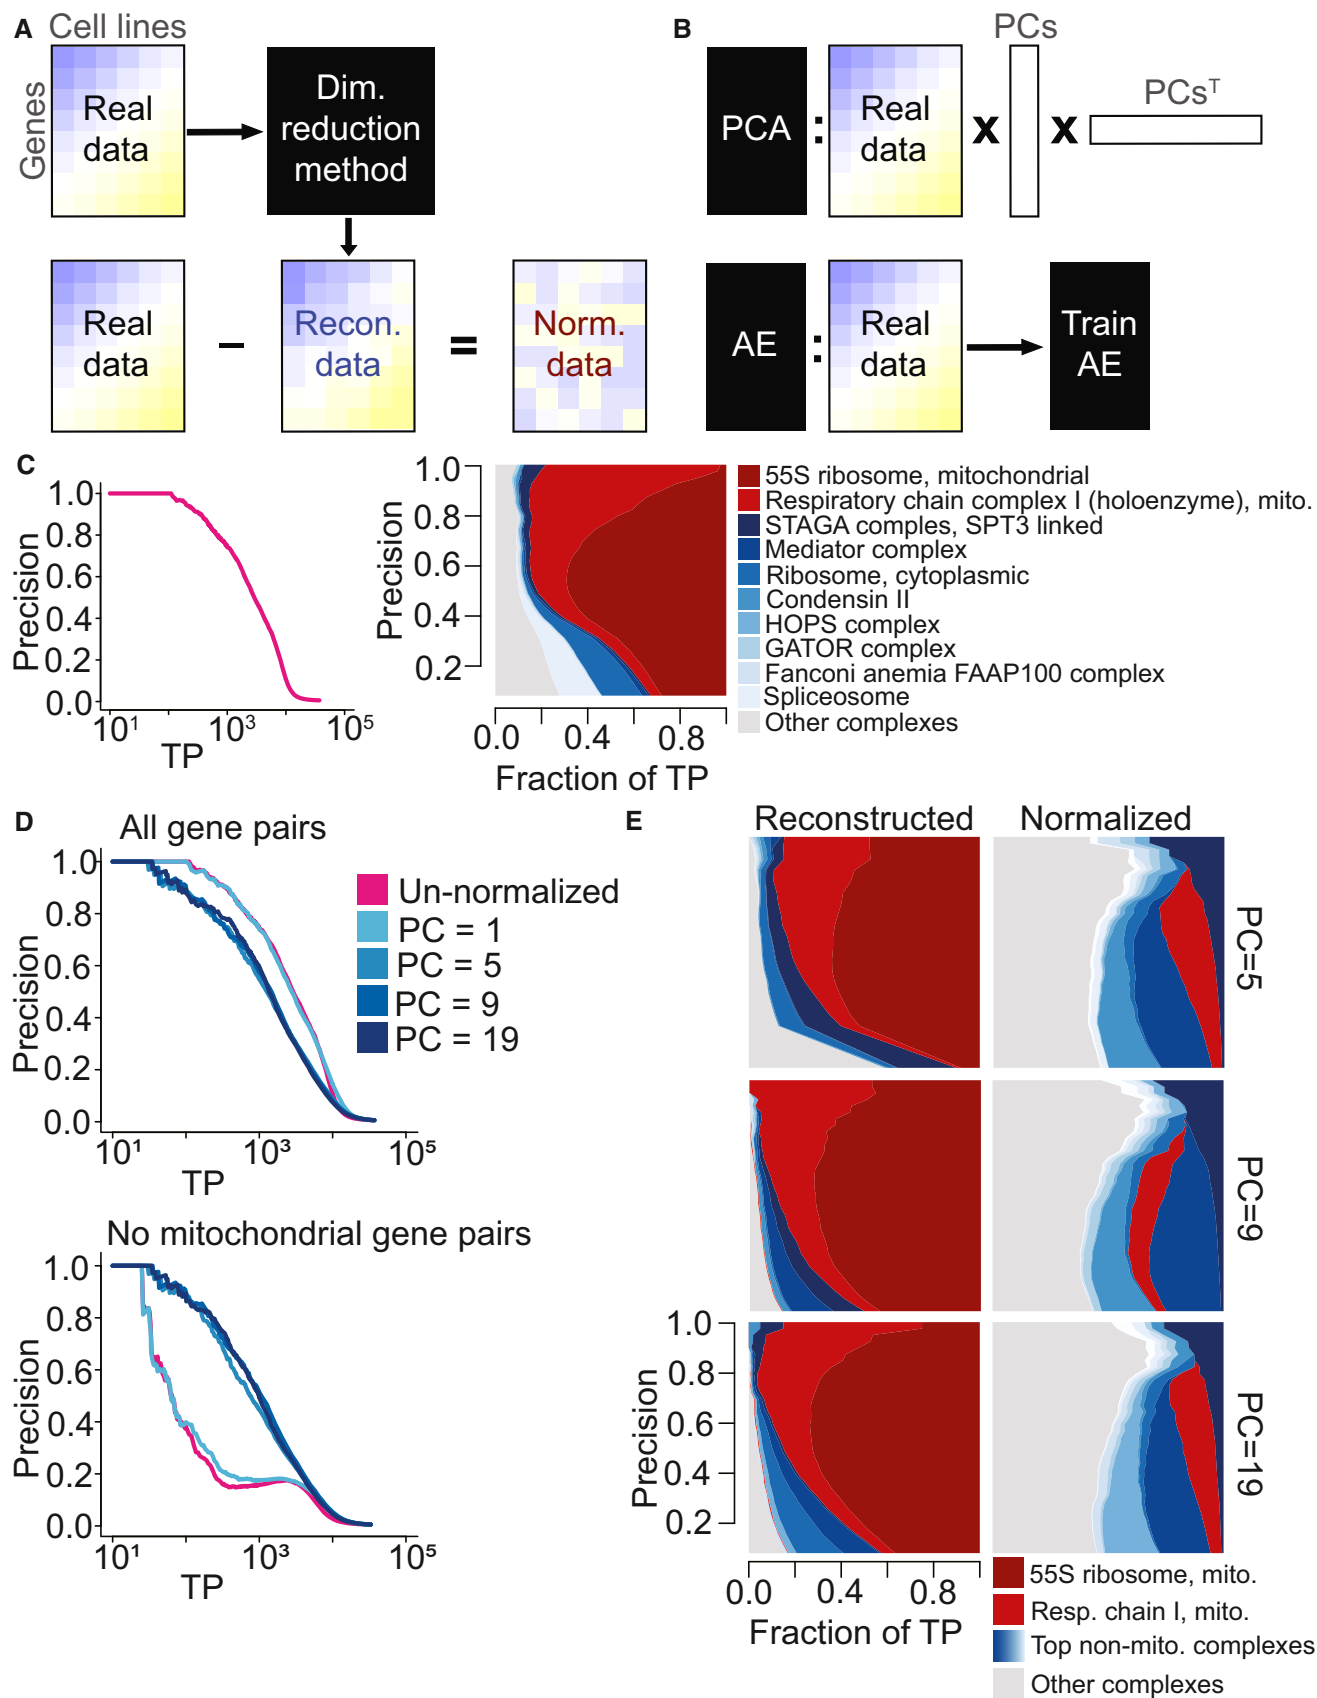 A
Cell lines
Genes
Real
data
Dim.
reduction
method
Real
data
–
Recon.
data
=
Norm.
data
B
PCA
:
Real
data
x
PCs
x
PCsᵀ
AE
:
Real
data
Train
AE
C
1.0
0.8
0.6
0.4
0.2
0.0
Precision
10¹
10³
10⁵
TP
1.0
0.8
0.6
0.4
0.2
Precision
0.0
0.4
0.8
Fraction of TP
55S ribosome, mitochondrial
Respiratory chain complex I (holoenzyme), mito.
STAGA comples, SPT3 linked
Mediator complex
Ribosome, cytoplasmic
Condensin II
HOPS complex
GATOR complex
Fanconi anemia FAAP100 complex
Spliceosome
Other complexes
D
All gene pairs
1.0
0.8
0.6
0.4
0.2
0.0
Precision
10¹
10³
10⁵
TP
Un-normalized
PC = 1
PC = 5
PC = 9
PC = 19
No mitochondrial gene pairs
1.0
0.8
0.6
0.4
0.2
0.0
Precision
10¹
10³
10⁵
TP
E
Reconstructed
Normalized
PC=5
PC=9
PC=19
1.0
0.8
0.6
0.4
0.2
Precision
0.0
0.4
0.8
Fraction of TP
55S ribosome, mito.
Resp. chain I, mito.
Top non-mito. complexes
Other complexes